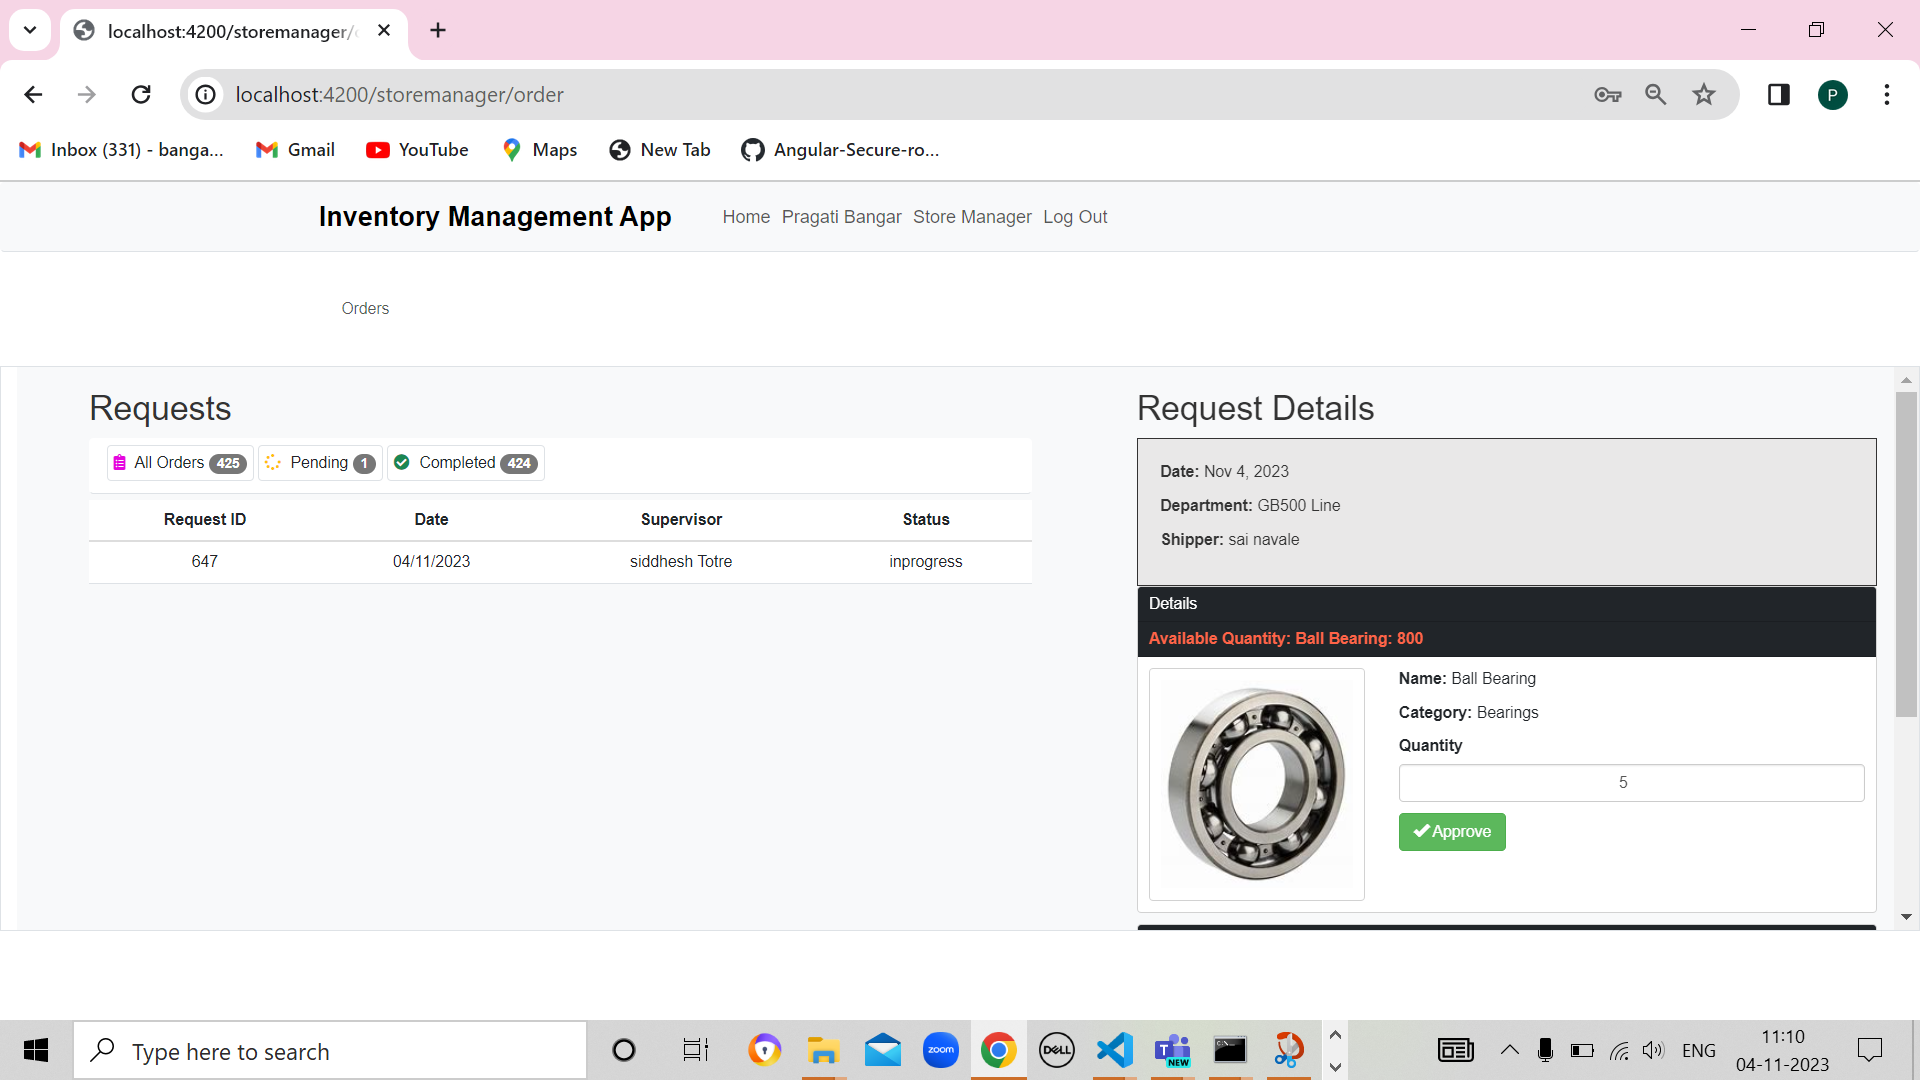 localhost:4200/storemanager/
localhost:4200/storemanager/order
P
Inbox (331) - banga...
Gmail
YouTube
Maps
New Tab
Angular-Secure-ro...
Inventory Management App
Home
Pragati Bangar
Store Manager
Log Out
Orders
Requests
All Orders 425
Pending 1
Completed 424
Request ID Date Supervisor Status
647 04/11/2023 siddhesh Totre inprogress
Request Details
Date: Nov 4, 2023
Department: GB500 Line
Shipper: sai navale
Details
Available Quantity: Ball Bearing: 800
Name: Ball Bearing
Category: Bearings
Quantity
5
Approve
Type here to search
zoom
DELL
T
NEW
ENG
11:10
04-11-2023